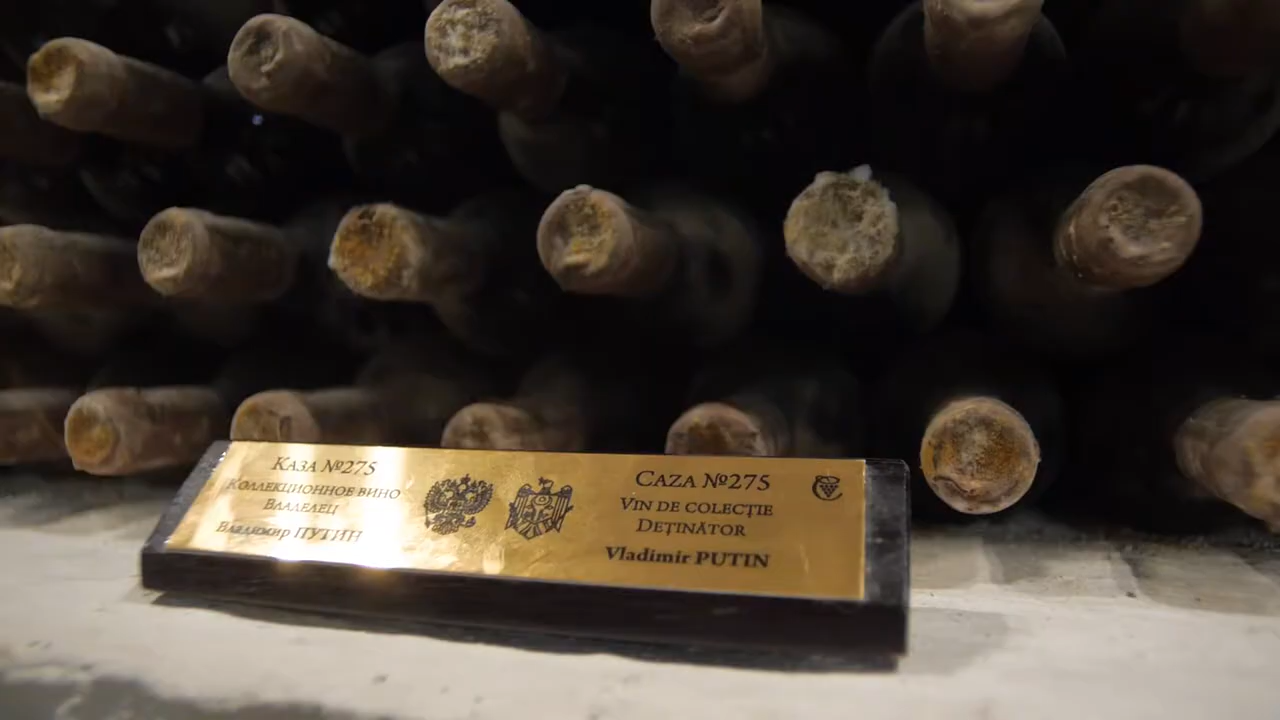 КАЗА №275
КОЛЛЕКЦИОННОЕ ВИНО
ВЛАДЕЛЕЦ
Владимир ПУТИН
CAZA №275
VIN DE COLECȚIE
DEȚINĂTOR
Vladimir PUTIN